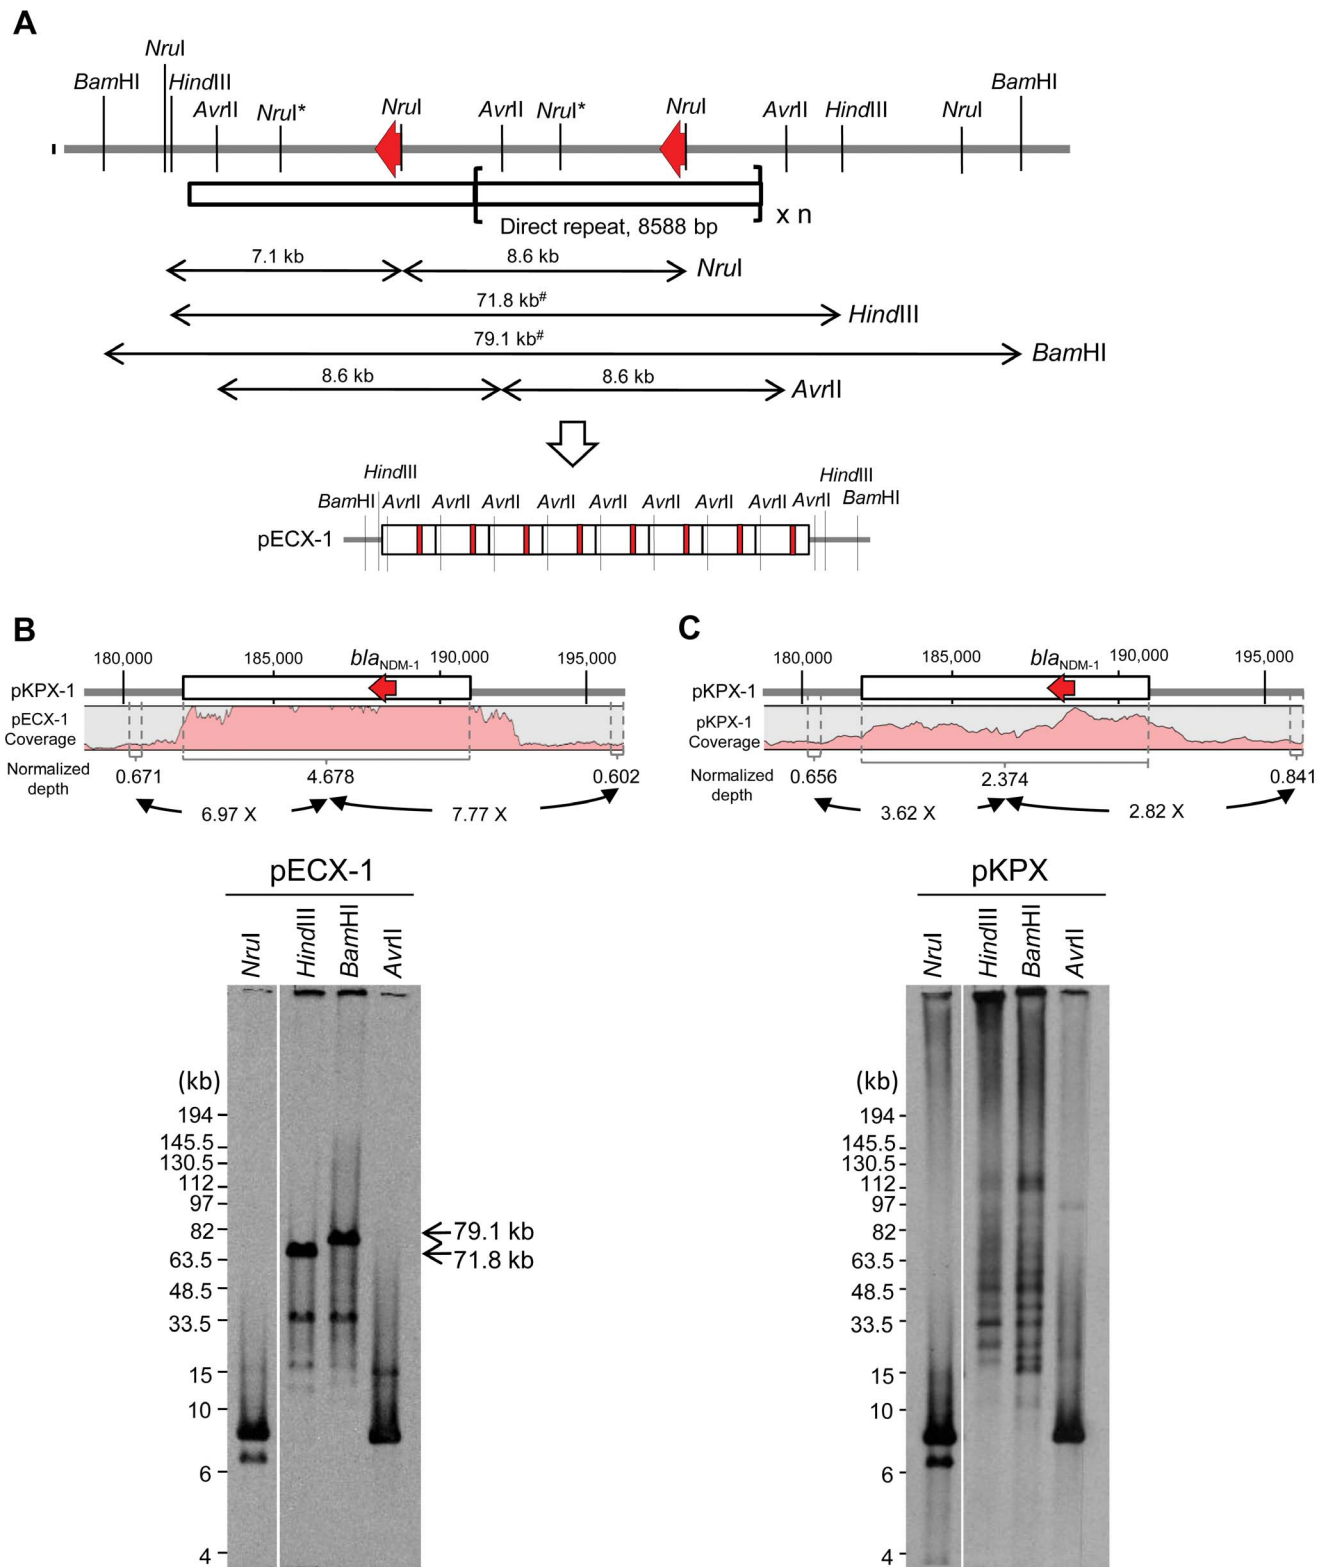 A
NruI
BamHI HindIII BamHI
AvrII NruI* NruI AvrII NruI* NruI AvrII HindIII NruI
Direct repeat, 8588 bp x n
7.1 kb 8.6 kb NruI
71.8 kb# HindIII
79.1 kb# BamHI
8.6 kb 8.6 kb AvrII
HindIII HindIII
BamHI AvrII AvrII AvrII AvrII AvrII AvrII AvrII AvrII AvrII BamHI
pECX-1
B
180,000 185,000 blaNDM-1 190,000 195,000
pKPX-1
pECX-1
Coverage
Normalized
depth
0.671 4.678 0.602
6.97 X 7.77 X
C
180,000 185,000 blaNDM-1 190,000 195,000
pKPX-1
pKPX-1
Coverage
Normalized
depth
0.656 2.374 0.841
3.62 X 2.82 X
pECX-1
NruI HindIII BamHI AvrII
(kb)
194
145.5
130.5
112
97
82
63.5
48.5
33.5
15
10
6
4
79.1 kb
71.8 kb
pKPX
NruI HindIII BamHI AvrII
(kb)
194
145.5
130.5
112
97
82
63.5
48.5
33.5
15
10
6
4